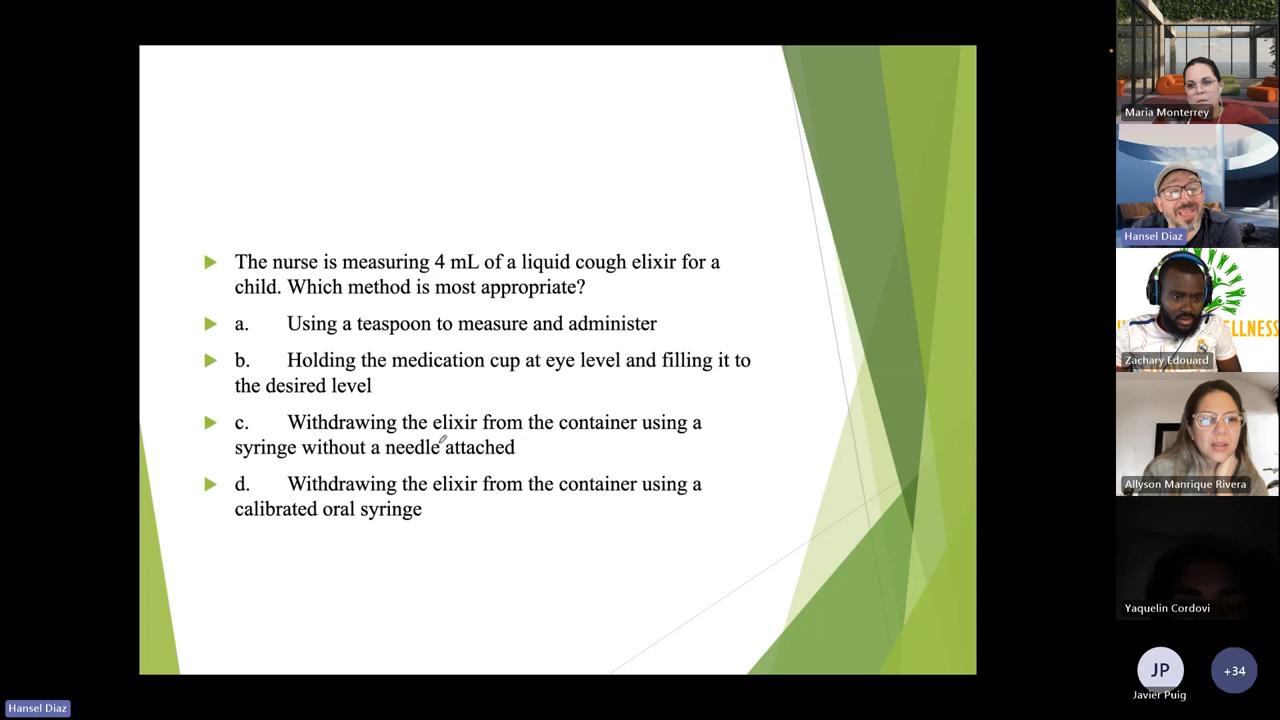 The nurse is measuring 4 mL of a liquid cough elixir for a
child. Which method is most appropriate?
a. Using a teaspoon to measure and administer
b. Holding the medication cup at eye level and filling it to
the desired level
c. Withdrawing the elixir from the container using a
syringe without a needle attached
d. Withdrawing the elixir from the container using a
calibrated oral syringe
Maria Monterrey
Hansel Diaz
ELLNESS
Zachary Edouard
Allyson Manrique Rivera
Yaquelin Cordovi
JP
Javier Puig
+34
Hansel Diaz